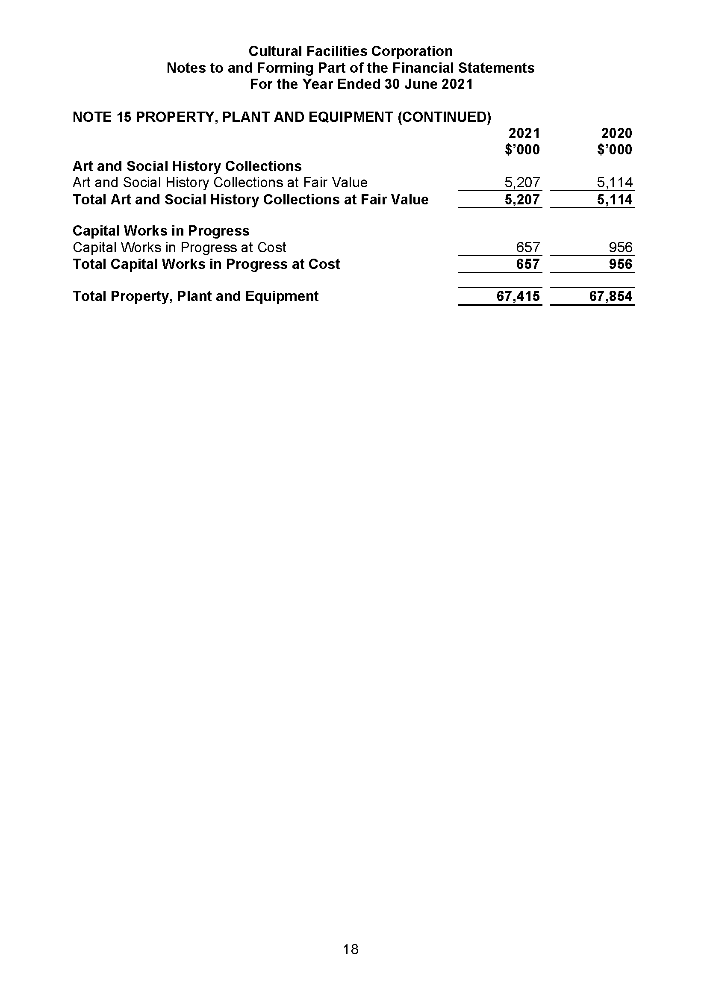 Cultural Facilities Corporation
Notes to and Forming Part of the Financial Statements
For the Year Ended 30 June 2021
NOTE 15 PROPERTY, PLANT AND EQUIPMENT (CONTINUED)
2021 2020
$’000 $’000
Art and Social History Collections
Art and Social History Collections at Fair Value 5,207 5,114
Total Art and Social History Collections at Fair Value 5,207 5,114
Capital Works in Progress
Capital Works in Progress at Cost 657 956
Total Capital Works in Progress at Cost 657 956
Total Property, Plant and Equipment 67,415 67,854
18